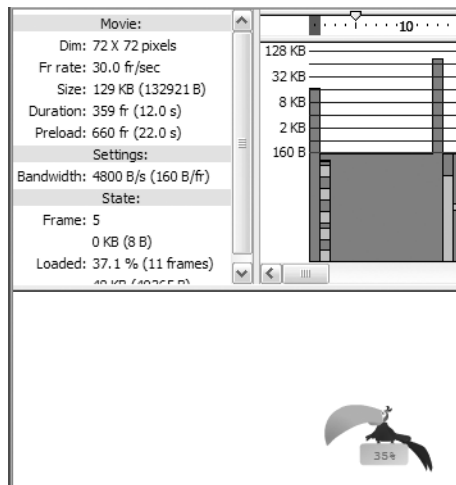 Movie:
Dim: 72 X 72 pixels
Fr rate: 30.0 fr/sec
Size: 129 KB (132921 B)
Duration: 359 fr (12.0 s)
Preload: 660 fr (22.0 s)
Settings:
Bandwidth: 4800 B/s (160 B/fr)
State:
Frame: 5
0 KB (8 B)
Loaded: 37.1 % (11 frames)
10
128 KB
32 KB
8 KB
2 KB
160 B
35%